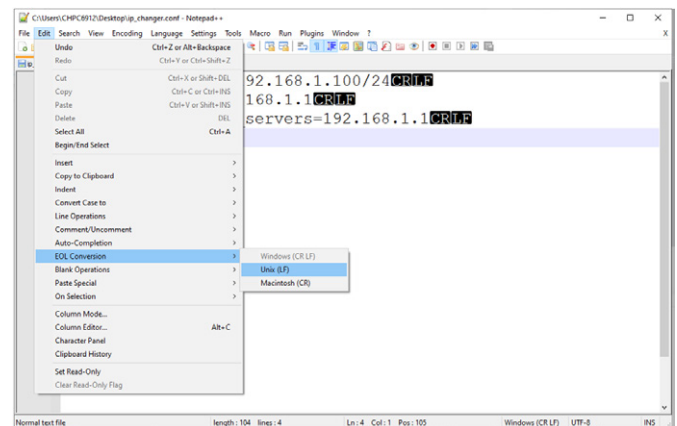 C:\Users\CHPC8912\Desktop\ip_changer.conf - Notepad++
File Edit Search View Encoding Language Settings Tools Macro Run Plugins Window ? X
Undo Ctrl+Z or Alt+Backspace
Redo Ctrl+Y or Ctrl+Shift+Z
Cut Ctrl+X or Shift+DEL
Copy Ctrl+C or Ctrl+INS
Paste Ctrl+V or Shift+INS
Delete DEL
Select All Ctrl+A
Begin/End Select
Insert
Copy to Clipboard
Indent
Convert Case to
Line Operations
Comment/Uncomment
Auto-Completion
EOL Conversion
Blank Operations
Paste Special
On Selection
Column Mode...
Column Editor... Alt+C
Character Panel
Clipboard History
Set Read-Only
Clear Read-Only Flag
Windows (CR LF)
Unix (LF)
Macintosh (CR)
92.168.1.100/24CRLF
168.1.1CRLF
servers=192.168.1.1CRLF
Normal text file length : 104 lines : 4 Ln : 4 Col : 1 Pos : 105 Windows (CR LF) UTF-8 INS